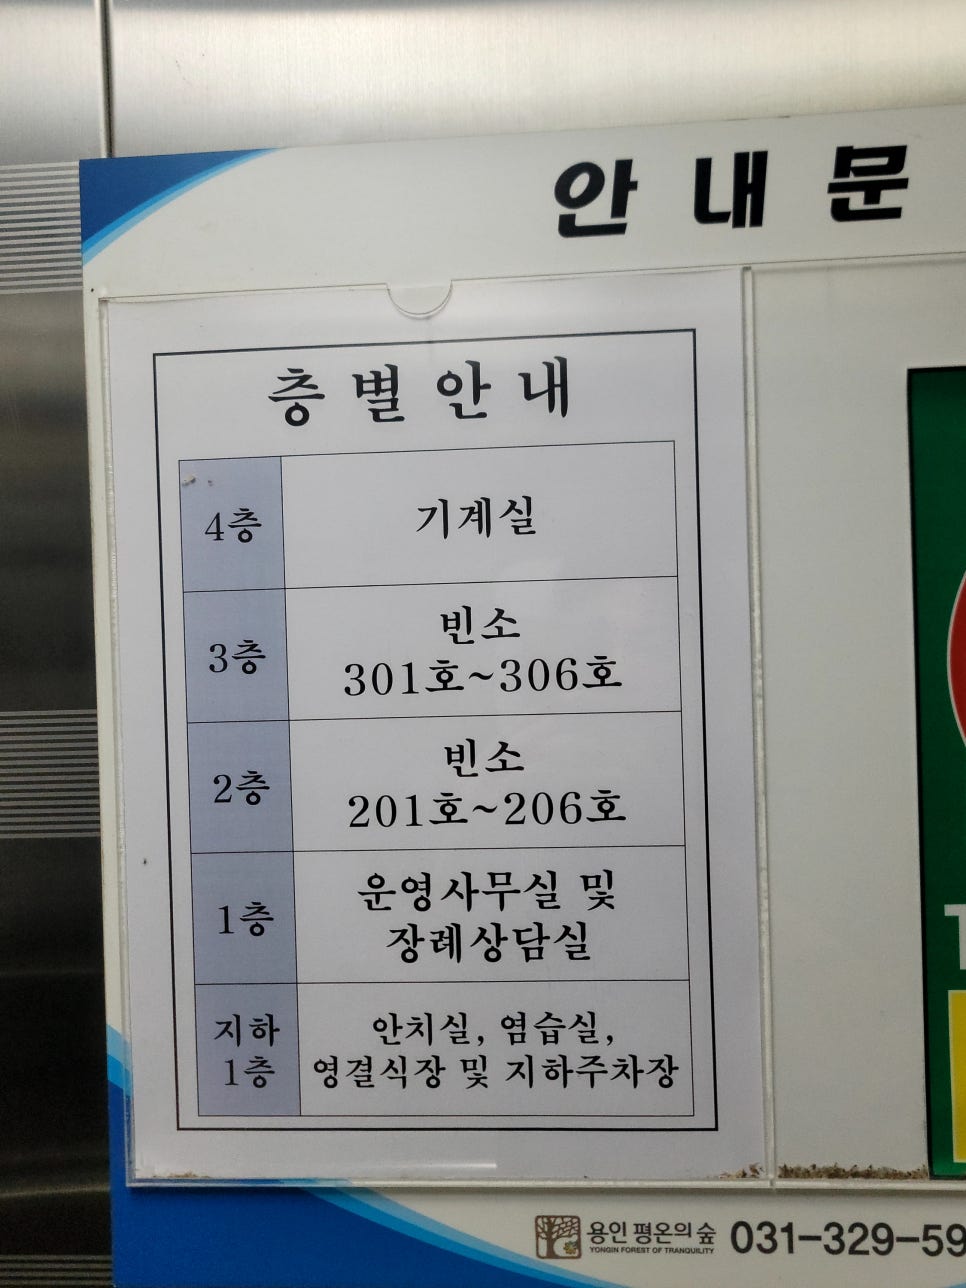 안내문
층별안내
4층
기계실
3층
빈소
301호~306호
2층
빈소
201호~206호
1층
운영사무실 및
장례상담실
지하
1층
안치실, 염습실,
영결식장 및 지하주차장
용인 평온의 숲
YONGIN FOREST OF TRANQUILITY
031-329-59